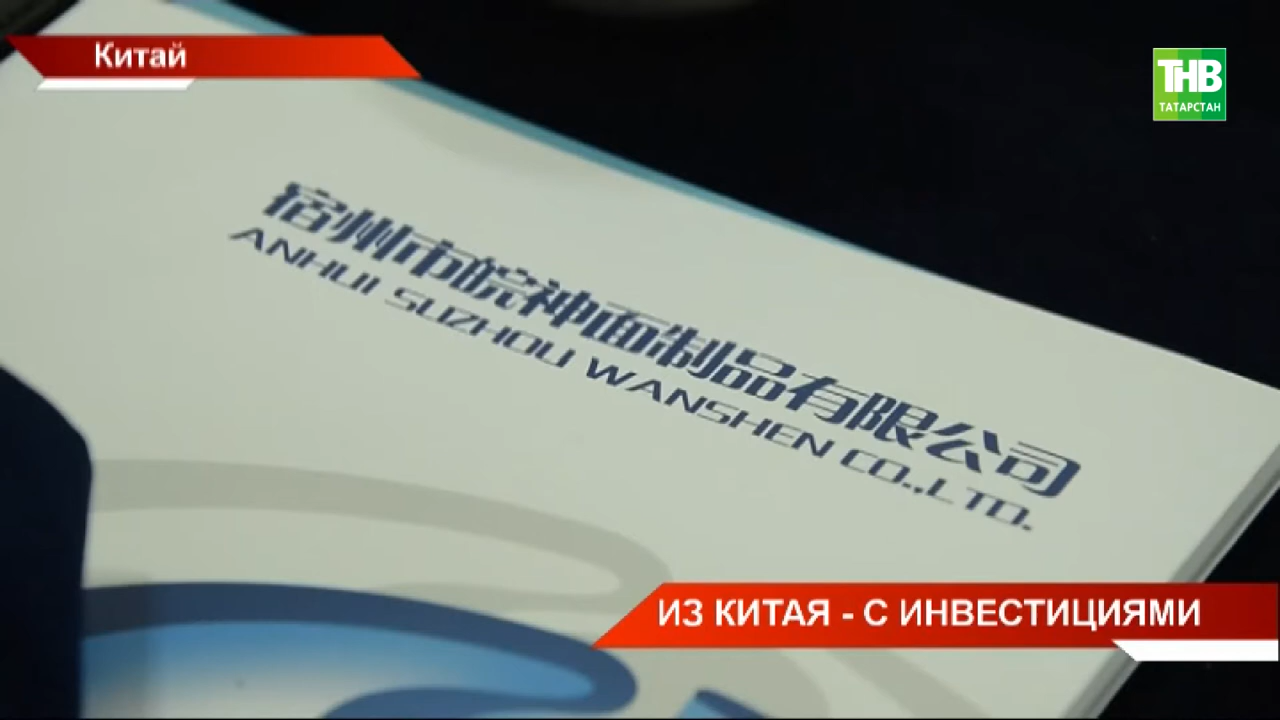 Китай
ТНВ
ТАТАРСТАН
宿州市皖神面制品有限公司
ANHUI SUZHOU WANSHEN CO.,LTD.
ИЗ КИТАЯ - С ИНВЕСТИЦИЯМИ